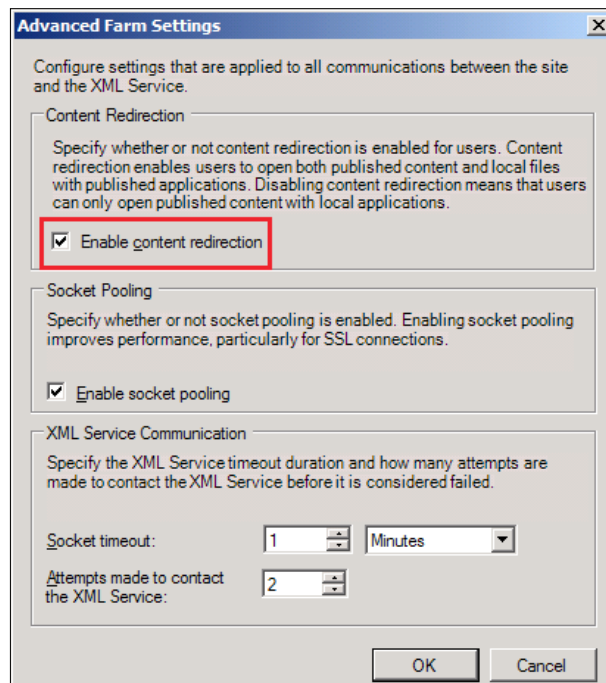 Advanced Farm Settings
Configure settings that are applied to all communications between the site
and the XML Service.
Content Redirection
Specify whether or not content redirection is enabled for users. Content
redirection enables users to open both published content and local files
with published applications. Disabling content redirection means that users
can only open published content with local applications.
Enable content redirection
Socket Pooling
Specify whether or not socket pooling is enabled. Enabling socket pooling
improves performance, particularly for SSL connections.
Enable socket pooling
XML Service Communication
Specify the XML Service timeout duration and how many attempts are
made to contact the XML Service before it is considered failed.
Socket timeout: 1 Minutes
Attempts made to contact
the XML Service: 2
OK Cancel